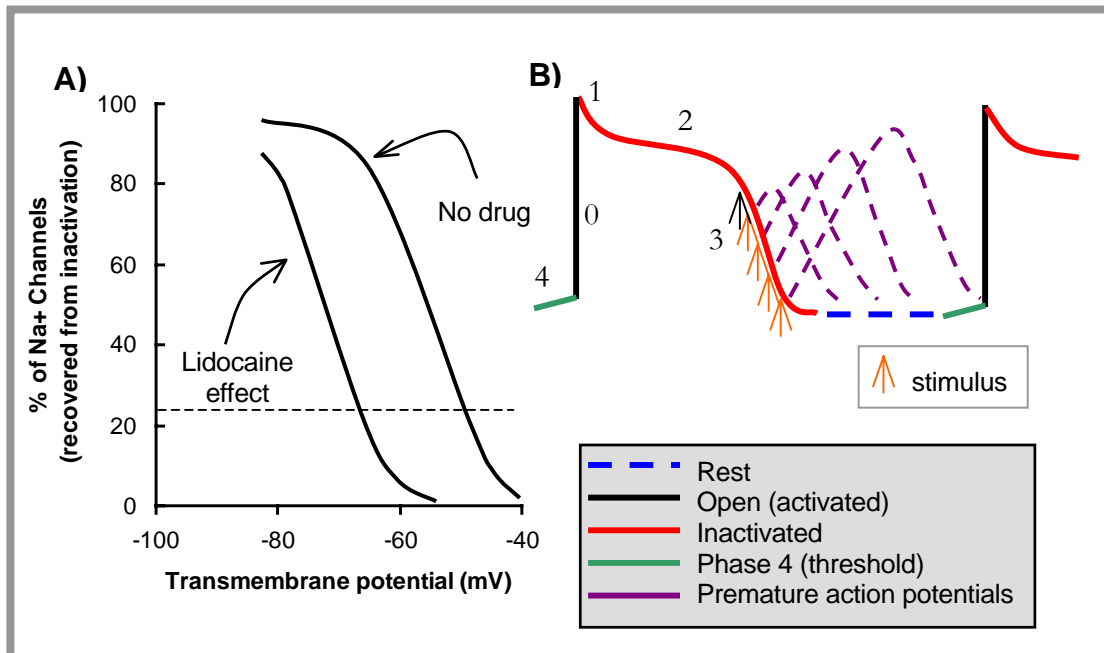 A)
100
80
60
40
20
0
% of Na+ Channels
(recovered from inactivation)
No drug
Lidocaine
effect
-100
-80
-60
-40
Transmembrane potential (mV)
B)
1
2
0
3
4
stimulus
Rest
Open (activated)
Inactivated
Phase 4 (threshold)
Premature action potentials